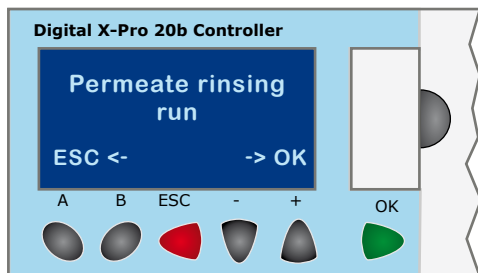 Digital X-Pro 20b Controller
Permeate rinsing
run
ESC <- -> OK
A B ESC - + OK